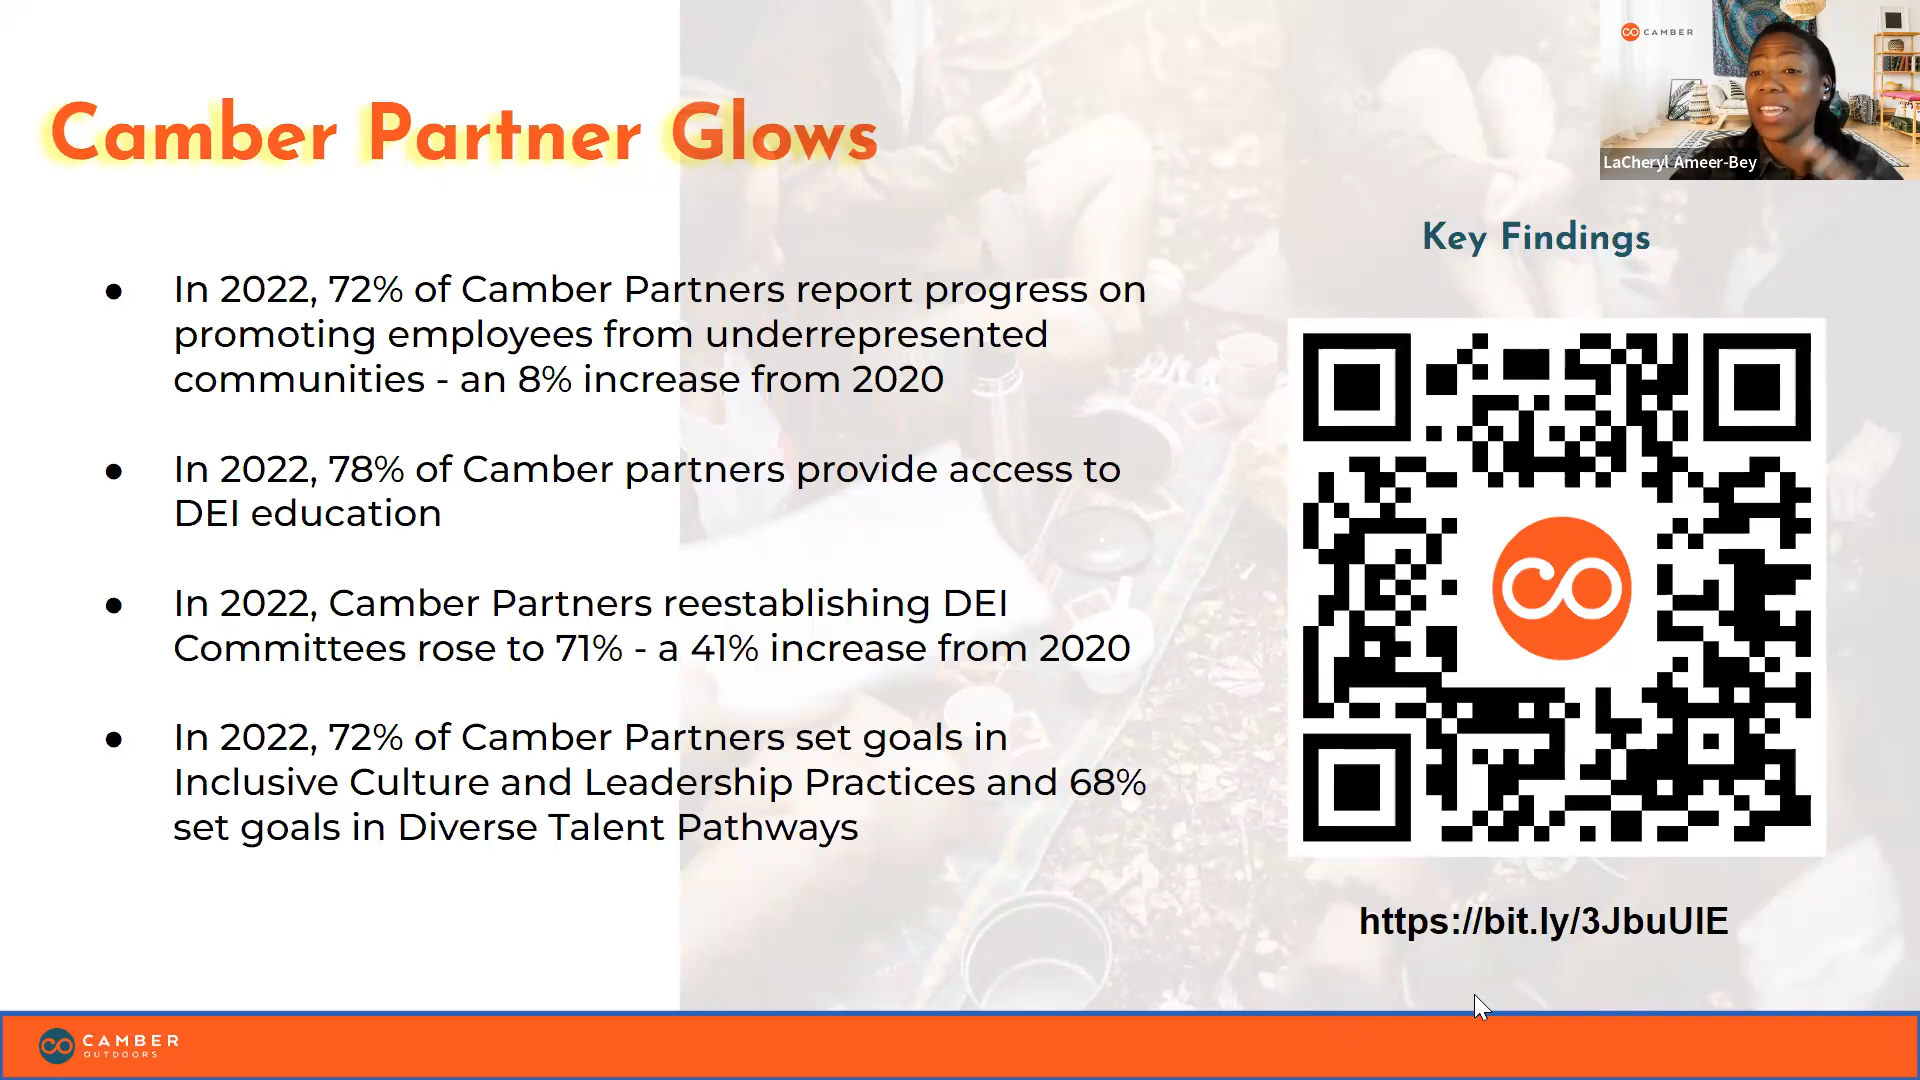 CAMBER
LaCheryl Ameer-Bey
Camber Partner Glows
● In 2022, 72% of Camber Partners report progress on
promoting employees from underrepresented
communities - an 8% increase from 2020
● In 2022, 78% of Camber partners provide access to
DEI education
● In 2022, Camber Partners reestablishing DEI
Committees rose to 71% - a 41% increase from 2020
● In 2022, 72% of Camber Partners set goals in
Inclusive Culture and Leadership Practices and 68%
set goals in Diverse Talent Pathways
Key Findings
CO
https://bit.ly/3JbuUIE
CAMBER
OUTDOORS